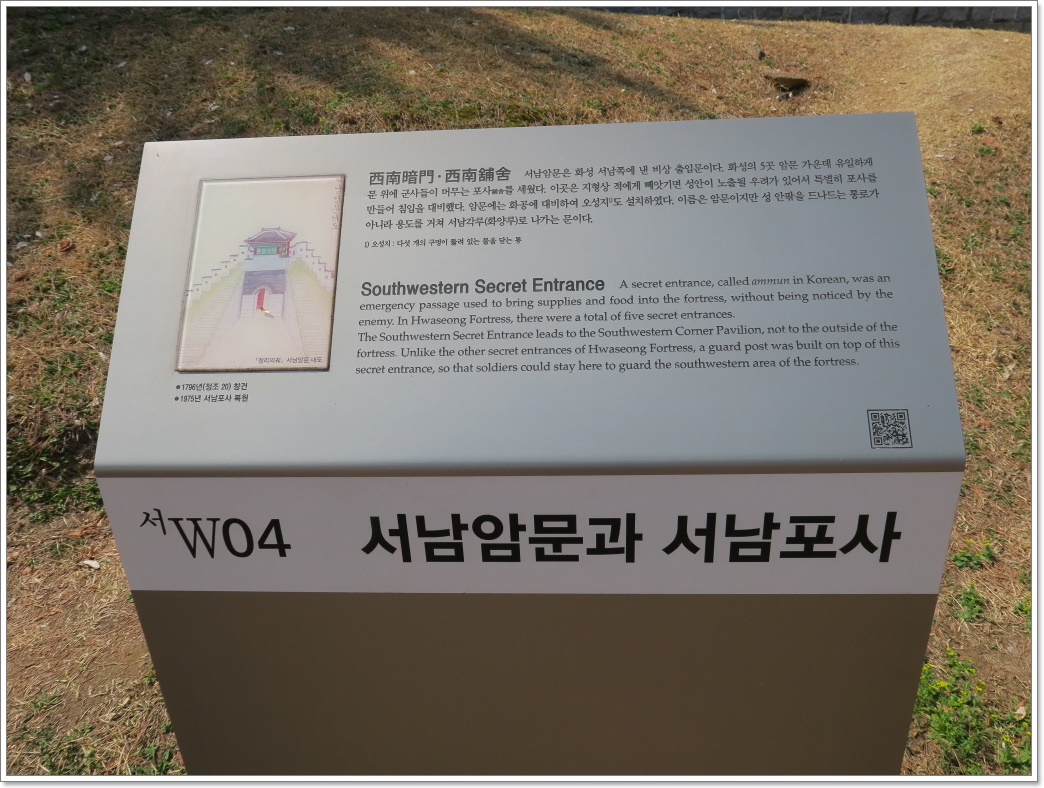 西南暗門·西南舖舍 서남암문은 화성 서남쪽에 낸 비상 출입문이다. 화성의 5곳 암문 가운데 유일하게
문 위에 군사들이 머무는 포사舖舍를 세웠다. 이곳은 지형상 적에게 빼앗기면 성안이 노출될 우려가 있어서 특별히 포사를
만들어 침입을 대비했다. 암문에는 화공에 대비하여 오성지1)도 설치하였다. 이름은 암문이지만 성 안팎을 드나드는 통로가
아니라 용도를 거쳐 서남각루(화양루)로 나가는 문이다.
1) 오성지 : 다섯 개의 구멍이 뚫려 있는 물을 담는 통
Southwestern Secret Entrance A secret entrance, called ammun in Korean, was an
emergency passage used to bring supplies and food into the fortress, without being noticed by the
enemy. In Hwaseong Fortress, there were a total of five secret entrances.
The Southwestern Secret Entrance leads to the Southwestern Corner Pavilion, not to the outside of the
fortress. Unlike the other secret entrances of Hwaseong Fortress, a guard post was built on top of this
secret entrance, so that soldiers could stay here to guard the southwestern area of the fortress.
「정리의궤」 서남암문 내도
●1796년(정조 20) 창건
●1975년 서남포사 복원
서W04 서남암문과 서남포사